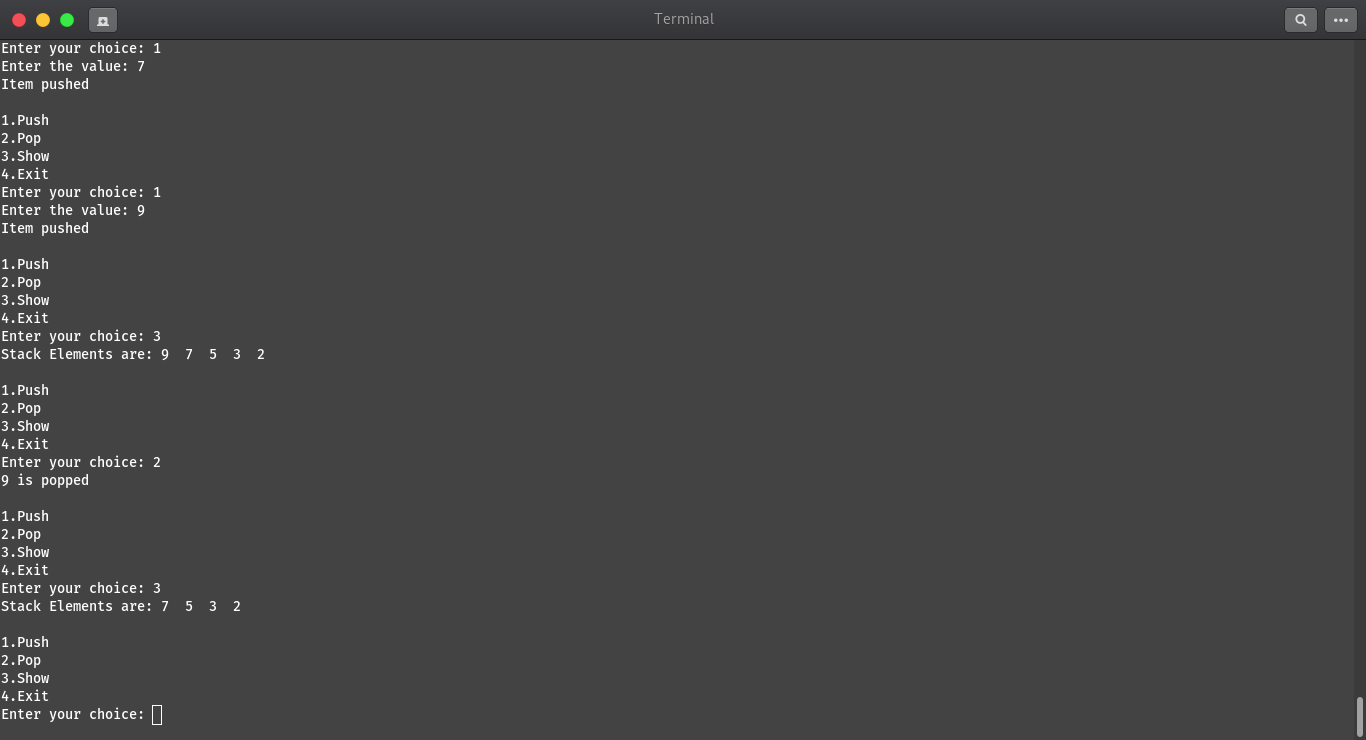 Terminal
Enter your choice: 1
Enter the value: 7
Item pushed
1.Push
2.Pop
3.Show
4.Exit
Enter your choice: 1
Enter the value: 9
Item pushed
1.Push
2.Pop
3.Show
4.Exit
Enter your choice: 3
Stack Elements are: 9  7  5  3  2
1.Push
2.Pop
3.Show
4.Exit
Enter your choice: 2
9 is popped
1.Push
2.Pop
3.Show
4.Exit
Enter your choice: 3
Stack Elements are: 7  5  3  2
1.Push
2.Pop
3.Show
4.Exit
Enter your choice: